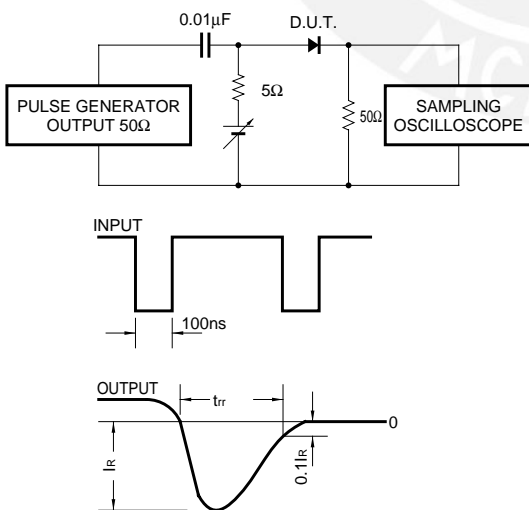 0.01μF
D.U.T.
5Ω
50Ω
PULSE GENERATOR
OUTPUT 50Ω
SAMPLING
OSCILLOSCOPE
INPUT
100ns
OUTPUT
trr
0
IR
0.1IR